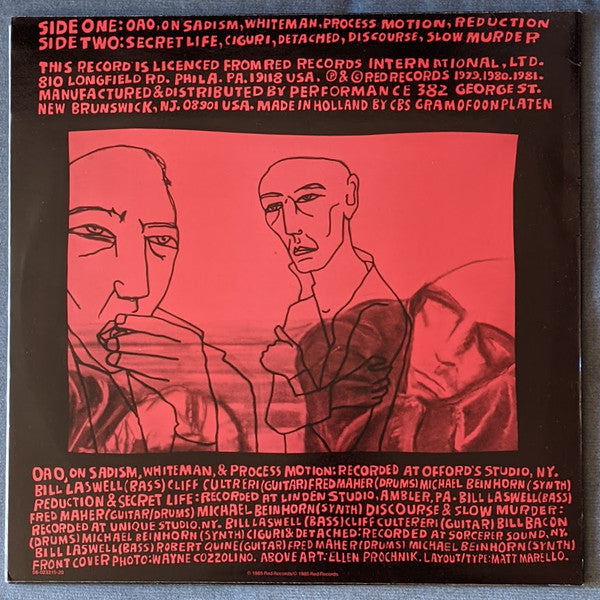 SIDE ONE: OAO, ON SADISM, WHITEMAN, PROCESS MOTION, REDUCTION
SIDE TWO: SECRET LIFE, CIGURI, DETACHED, DISCOURSE, SLOW MURDER
THIS RECORD IS LICENCED FROM RED RECORDS INTERNATIONAL, LTD.
810 LONGFIELD RD. PHILA. PA. 19118 USA. ℗ & © RED RECORDS 1979, 1980. 1981.
MANUFACTURED & DISTRIBUTED BY PERFORMANCE 382 GEORGE ST.
NEW BRUNSWICK, NJ. 08901 USA. MADE IN HOLLAND BY CBS GRAMOFOONPLATEN
OAO, ON SADISM, WHITEMAN, & PROCESS MOTION: RECORDED AT OFFORD'S STUDIO, NY.
BILL LASWELL (BASS) CLIFF CULTRERI (GUITAR) FRED MAHER (DRUMS) MICHAEL BEINHORN (SYNTH)
REDUCTION & SECRET LIFE: RECORDED AT LINDEN STUDIO, AMBLER, PA. BILL LASWELL (BASS)
FRED MAHER (GUITAR/DRUMS) MICHAEL BEINHORN (SYNTH) DISCOURSE & SLOW MURDER:
RECORDED AT UNIQUE STUDIO, NY. BILL LASWELL (BASS) CLIFF CULTERERI (GUITAR) BILL BACON
(DRUMS) MICHAEL BEINHORN (SYNTH) CIGURI & DETACHED: RECORDED AT SORCERER SOUND, NY.
BILL LASWELL (BASS) ROBERT QUINE (GUITAR) FRED MAHER (DRUMS) MICHAEL BEINHORN (SYNTH)
FRONT COVER PHOTO: WAYNE COZZOLINO. ABOVE ART: ELLEN PROCHNIK. LAYOUT/TYPE: MATT MARELLO.
08-023215-20
© 1985 Red Records/℗ 1985 Red Records